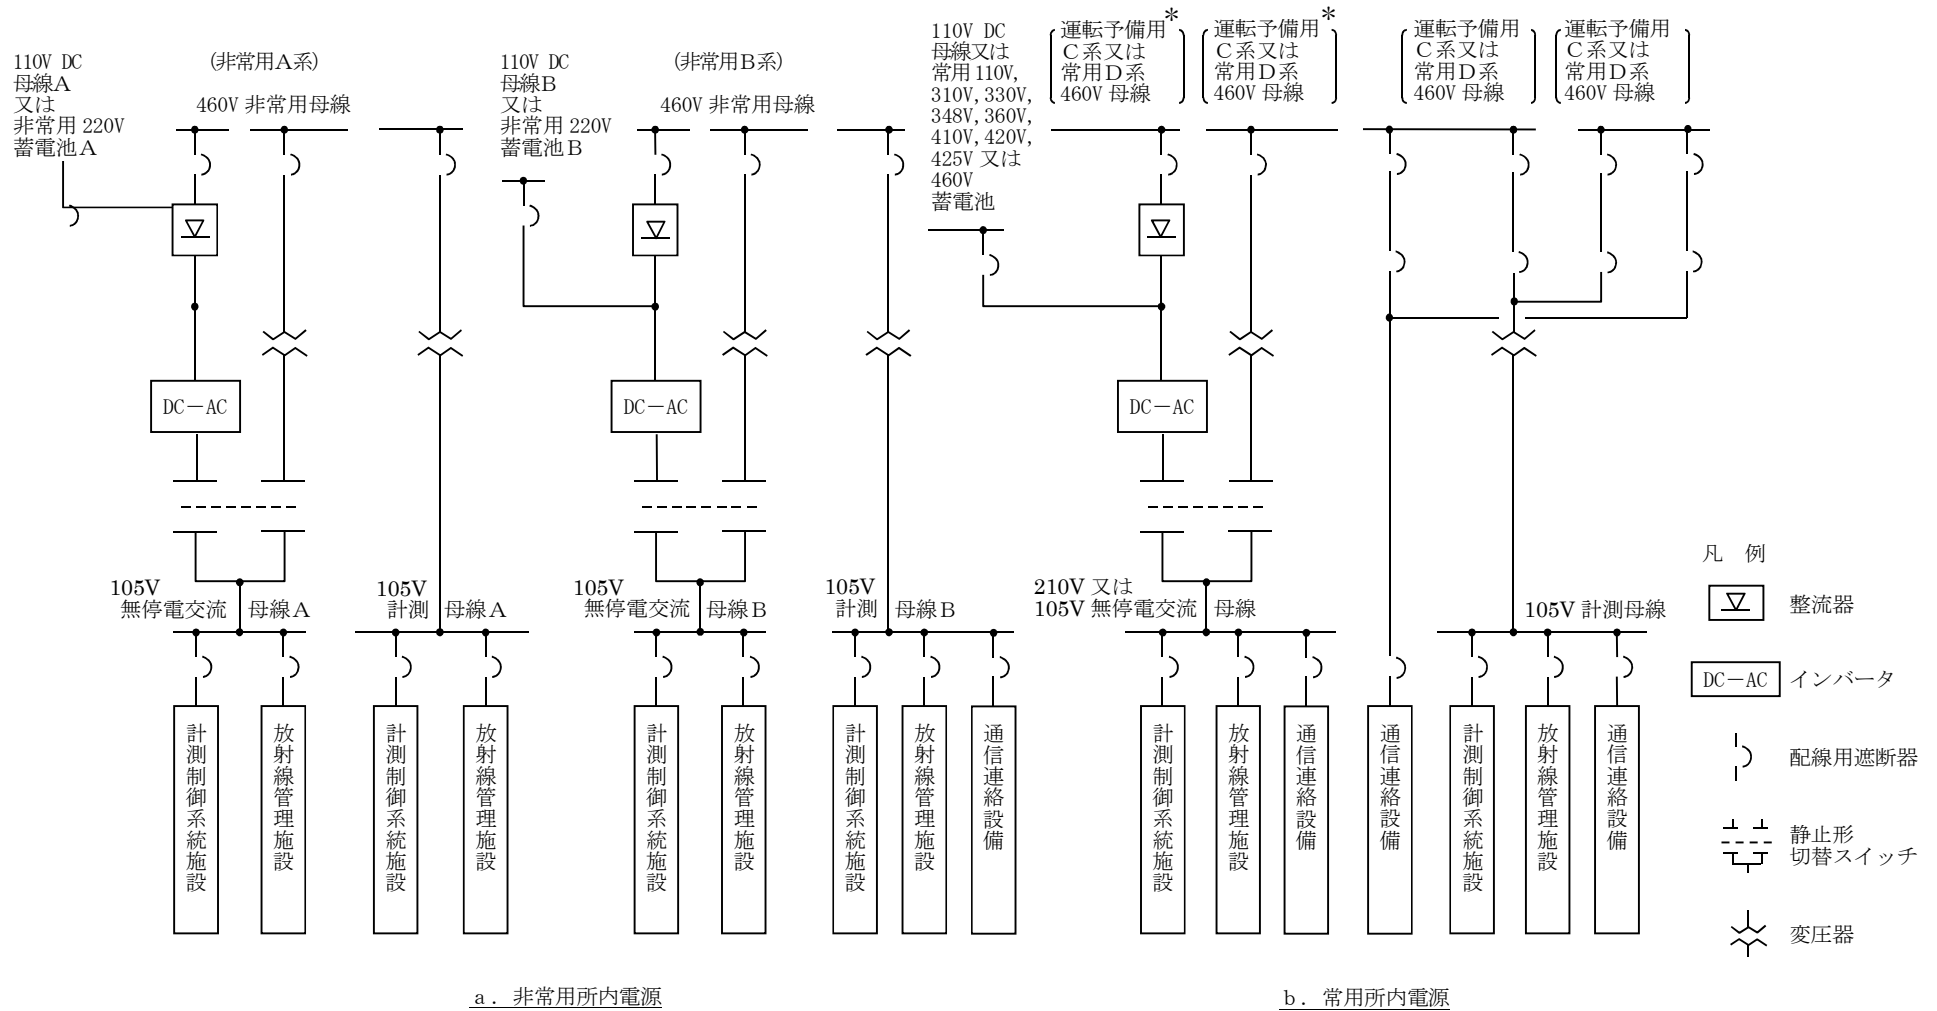 110V DC
母線A
又は
非常用 220V
蓄電池A
(非常用A系)
460V 非常用母線
110V DC
母線B
又は
非常用 220V
蓄電池B
(非常用B系)
460V 非常用母線
110V DC
母線又は
常用 110V,
310V, 330V,
348V, 360V,
410V, 420V,
425V 又は
460V
蓄電池
運転予備用*
C系又は
常用D系
460V 母線
運転予備用*
C系又は
常用D系
460V 母線
運転予備用
C系又は
常用D系
460V 母線
運転予備用
C系又は
常用D系
460V 母線
DC-AC
DC-AC
DC-AC
105V
無停電交流 母線A
105V
計測 母線A
105V
無停電交流 母線B
105V
計測 母線B
210V 又は
105V 無停電交流 母線
105V 計測母線
計測制御系統施設
放射線管理施設
計測制御系統施設
放射線管理施設
計測制御系統施設
放射線管理施設
計測制御系統施設
放射線管理施設
通信連絡設備
計測制御系統施設
放射線管理施設
通信連絡設備
通信連絡設備
計測制御系統施設
放射線管理施設
通信連絡設備
凡 例
整流器
DC-AC インバータ
配線用遮断器
静止形
切替スイッチ
変圧器
a. 非常用所内電源
b. 常用所内電源